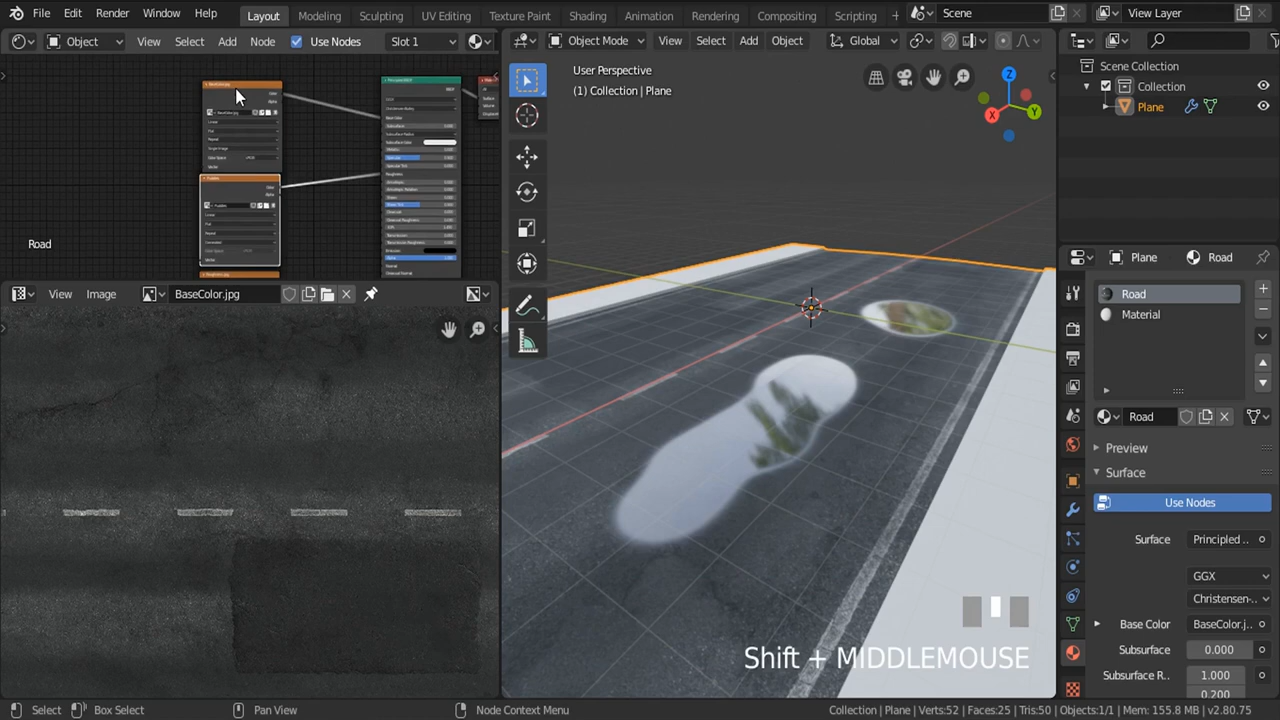 File Edit Render Window Help Layout Modeling Sculpting UV Editing Texture Paint Shading Animation Rendering Compositing Scripting + Scene View Layer
Object View Select Add Node Use Nodes Slot 1
Object Mode View Select Add Object Global
User Perspective
(1) Collection | Plane
Z
X
Y
Scene Collection
Collection
Plane
BaseColor.jpg
Principled BSDF
Road
View Image BaseColor.jpg
Plane Road
Road
Material
Road
Preview
Surface
Use Nodes
Surface Principled ..
GGX
Christensen-..
Base Color BaseColor.j..
Subsurface 0.000
Subsurface R.. 1.000
0.200
Shift + MIDDLEMOUSE
Select Box Select Pan View Node Context Menu Collection | Plane | Verts:52 | Faces:25 | Tris:50 | Objects:1/1 | Mem: 155.8 MB | v2.80.75